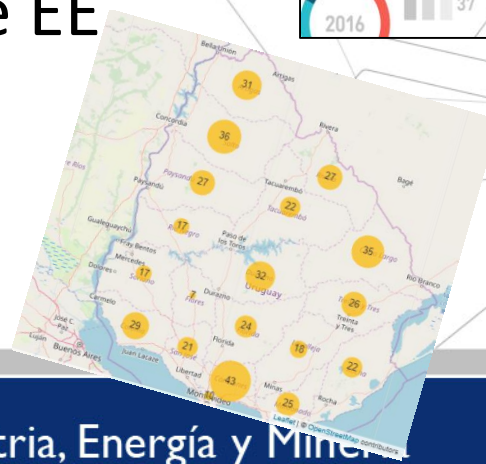 e EE
37
2016
Bella Unión
31
Artigas
Concordia
36
Rivera
Paysandú
27
27
Bagé
Tacuarembó
22
Gualeguaychú
17
Paso de
los Toros
35
Fray Bentos
Mercedes
Dolores
17
32
Río Branco
Uruguay
7
Durazno
Carmelo
26
Treinta
y Tres
29
24
Florida
José C.
Paz
21
18
Luján
Buenos Aires
Juan Lacaze
22
Libertad
43
Minas
Rocha
Montevideo
25
Leaflet | © OpenStreetMap contributors
tria, Energía y Minería